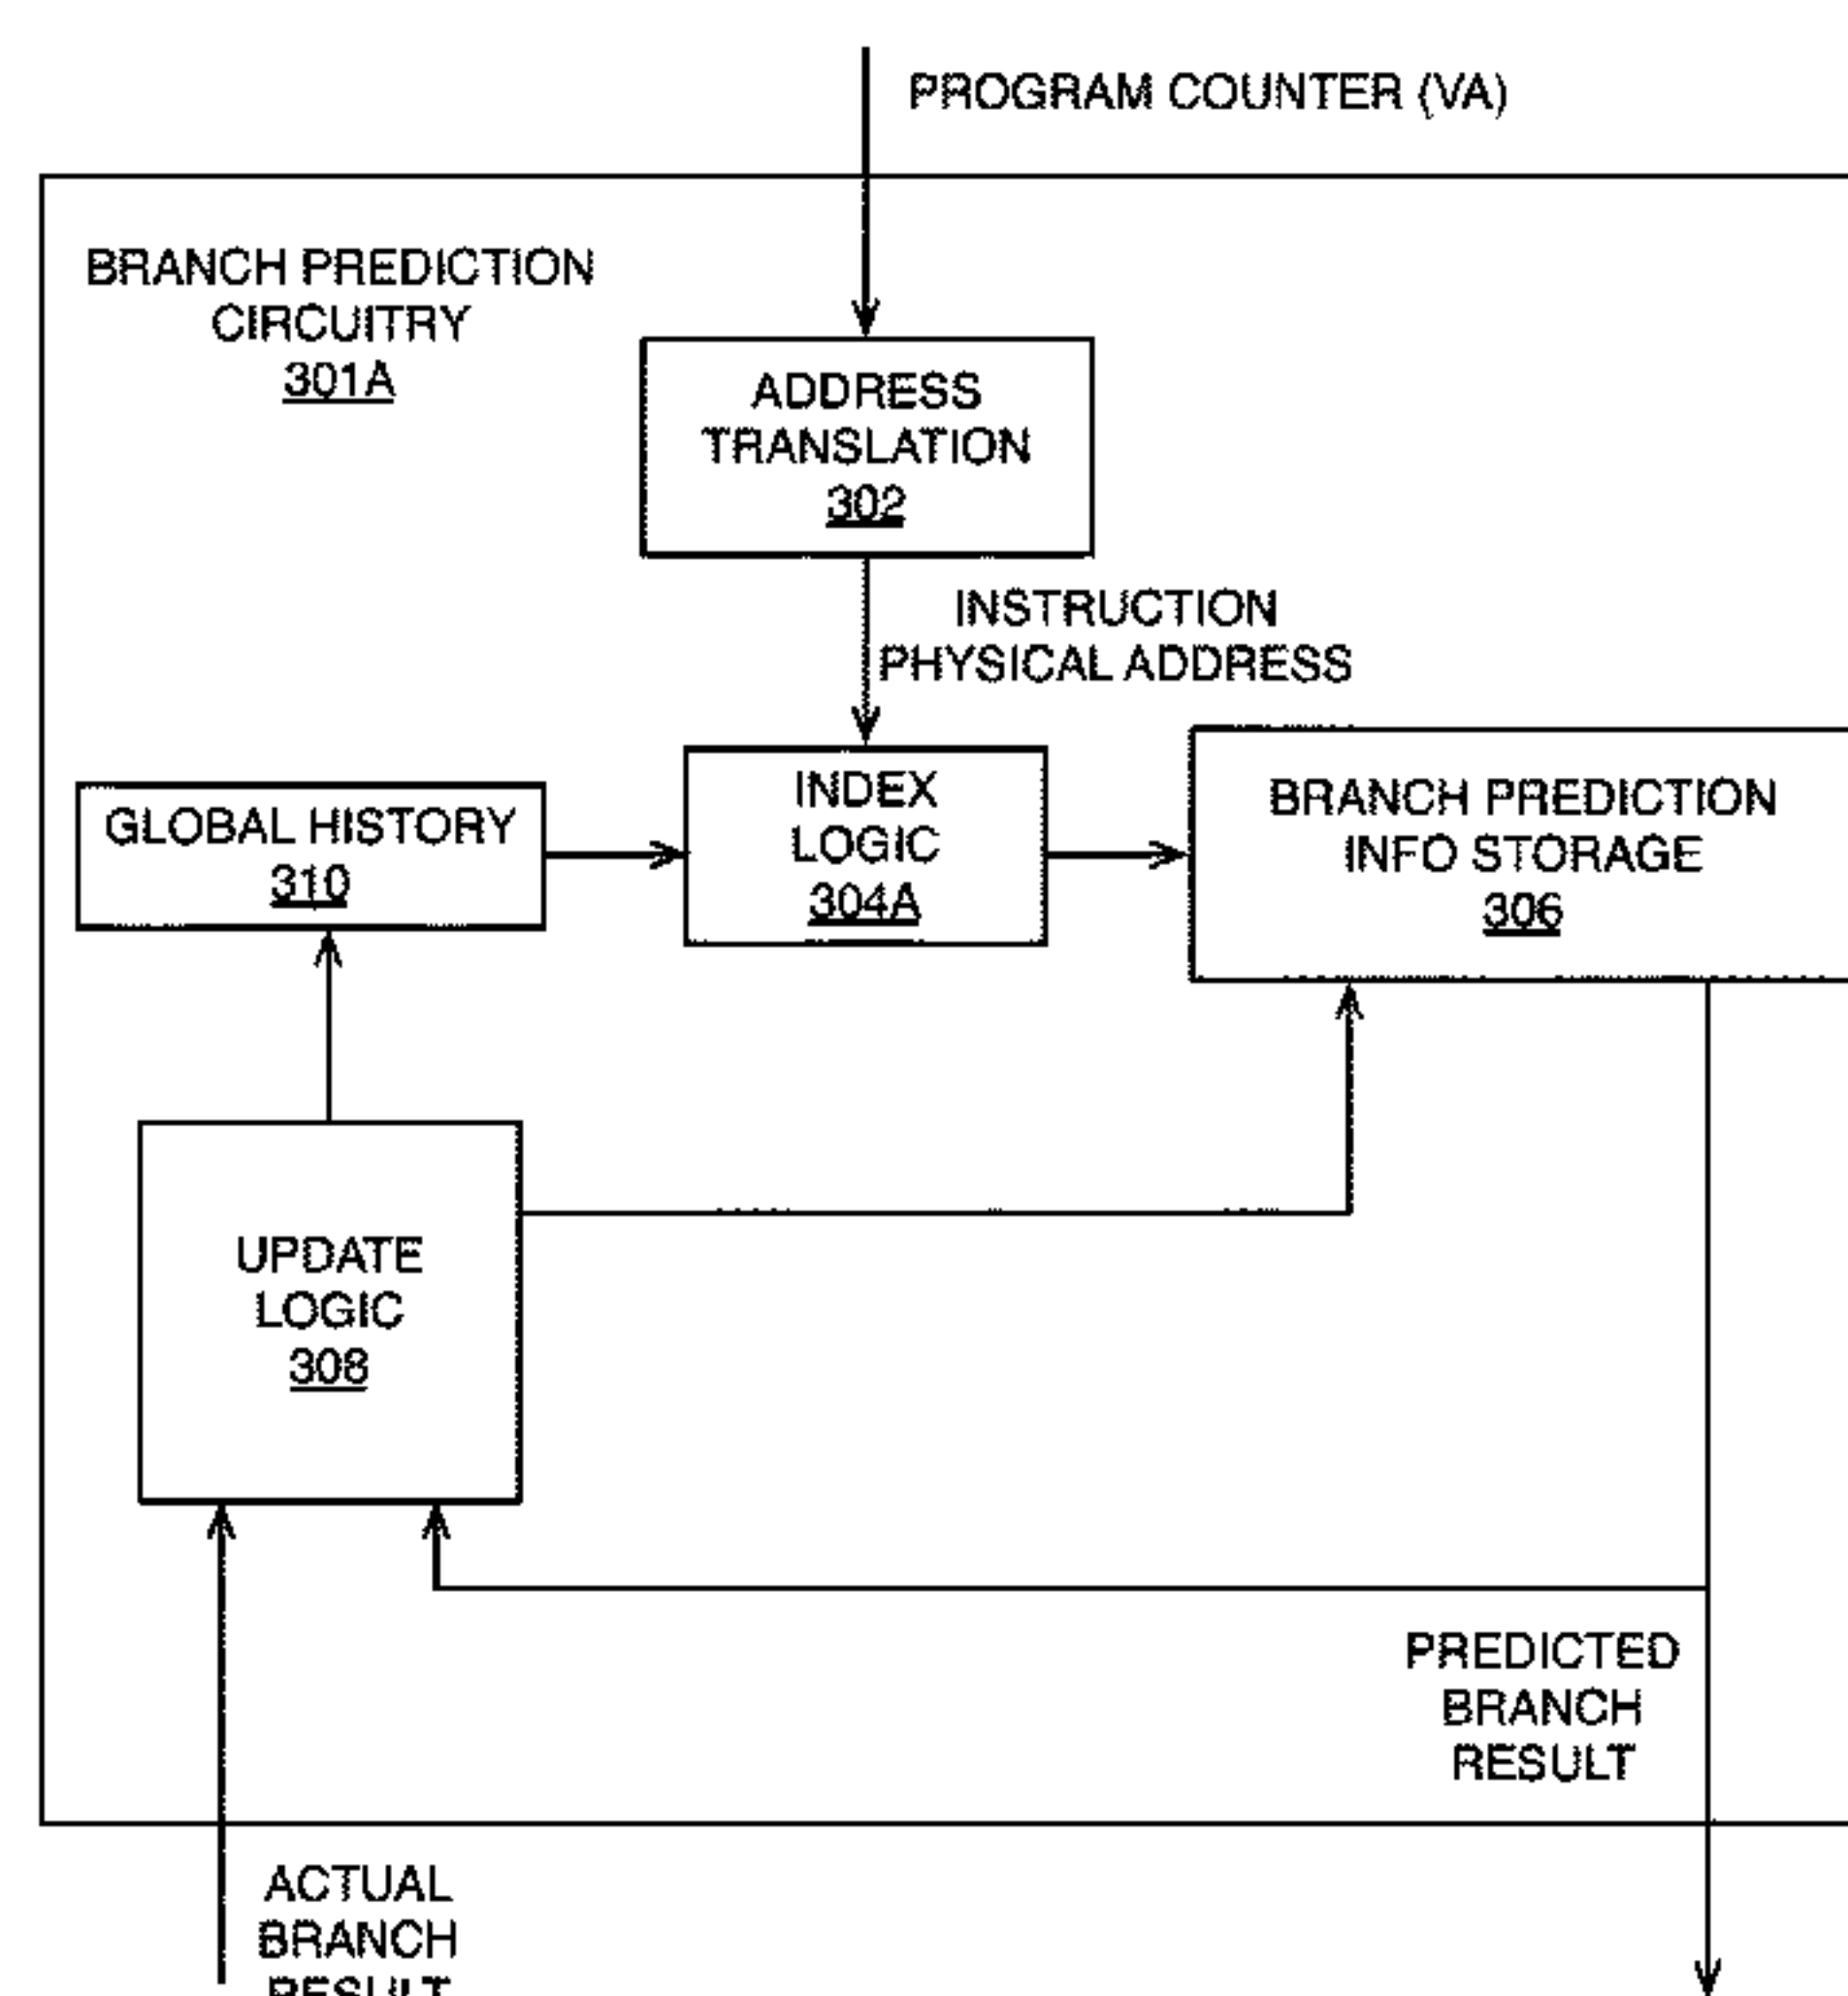 PROGRAM COUNTER (VA)
BRANCH PREDICTION
CIRCUITRY
301A
ADDRESS
TRANSLATION
302
INSTRUCTION
PHYSICAL ADDRESS
GLOBAL HISTORY
310
INDEX
LOGIC
304A
BRANCH PREDICTION
INFO STORAGE
306
UPDATE
LOGIC
308
PREDICTED
BRANCH
RESULT
ACTUAL
BRANCH
RESULT